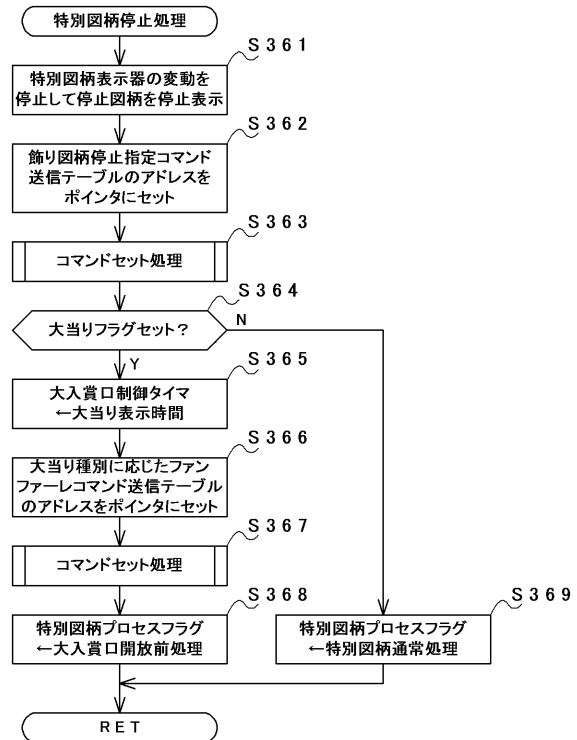 特別図柄停止処理
S361
特別図柄表示器の変動を
停止して停止図柄を停止表示
S362
飾り図柄停止指定コマンド
送信テーブルのアドレスを
ポインタにセット
S363
コマンドセット処理
S364
大当りフラグセット?
N
Y
S365
大入賞口制御タイマ
←大当り表示時間
S366
大当り種別に応じたファン
ファーレコマンド送信テーブル
のアドレスをポインタにセット
S367
コマンドセット処理
S368
特別図柄プロセスフラグ
←大入賞口開放前処理
S369
特別図柄プロセスフラグ
←特別図柄通常処理
RET